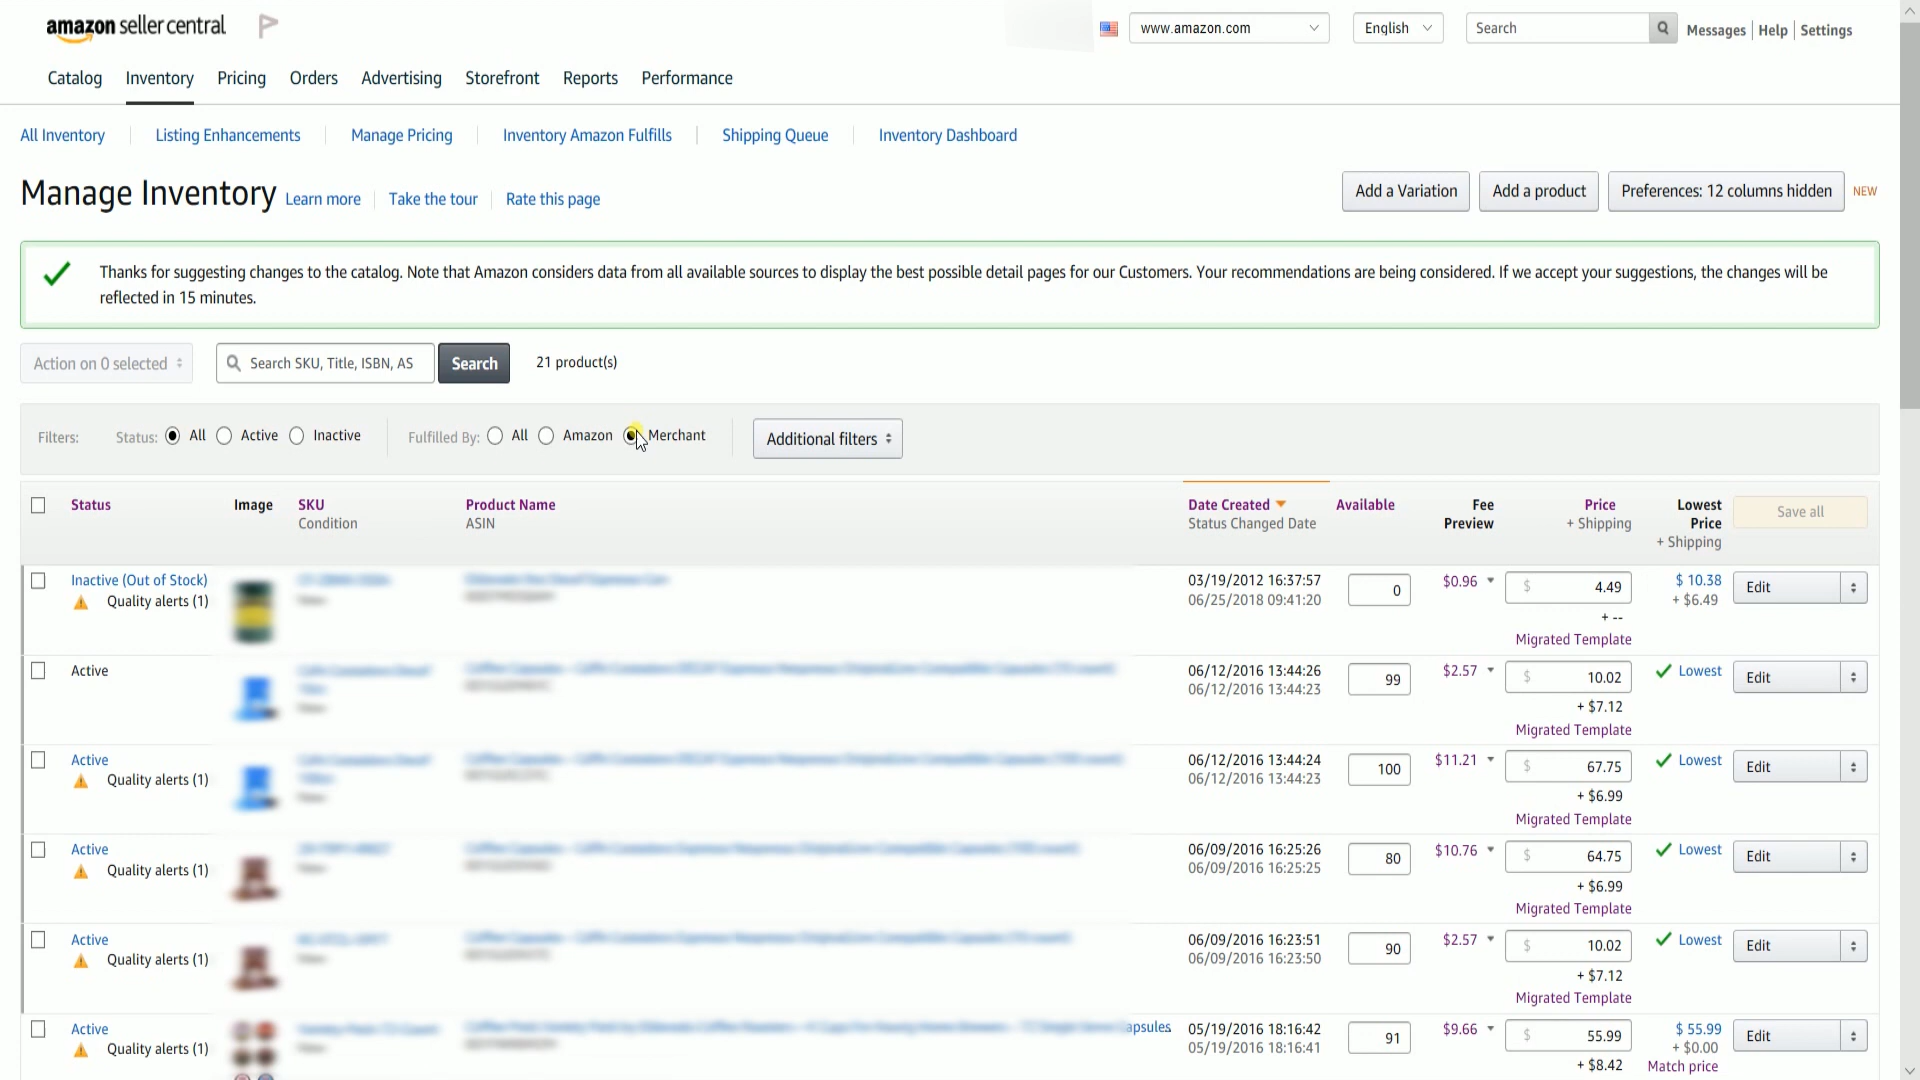 amazon seller central
www.amazon.com
English
Search
Messages | Help | Settings
Catalog Inventory Pricing Orders Advertising Storefront Reports Performance
All Inventory Listing Enhancements Manage Pricing Inventory Amazon Fulfills Shipping Queue Inventory Dashboard
Manage Inventory Learn more Take the tour Rate this page
Add a Variation Add a product Preferences: 12 columns hidden NEW
Thanks for suggesting changes to the catalog. Note that Amazon considers data from all available sources to display the best possible detail pages for our Customers. Your recommendations are being considered. If we accept your suggestions, the changes will be
reflected in 15 minutes.
Action on 0 selected Search SKU, Title, ISBN, AS Search 21 product(s)
Filters: Status: All Active Inactive Fulfilled By: All Amazon Merchant Additional filters
Status Image SKU Product Name Date Created Available Fee Price Lowest Save all
Condition ASIN Status Changed Date Preview + Shipping Price
+ Shipping
Inactive (Out of Stock) 03/19/2012 16:37:57 0 $0.96 $ 4.49 $ 10.38 Edit
Quality alerts (1) 06/25/2018 09:41:20 + $6.49
+ --
Migrated Template
Active 06/12/2016 13:44:26 99 $2.57 $ 10.02 Lowest Edit
06/12/2016 13:44:23
+ $7.12
Migrated Template
Active 06/12/2016 13:44:24 100 $11.21 $ 67.75 Lowest Edit
Quality alerts (1) 06/12/2016 13:44:23
+ $6.99
Migrated Template
Active 06/09/2016 16:25:26 80 $10.76 $ 64.75 Lowest Edit
Quality alerts (1) 06/09/2016 16:25:25
+ $6.99
Migrated Template
Active 06/09/2016 16:23:51 90 $2.57 $ 10.02 Lowest Edit
Quality alerts (1) 06/09/2016 16:23:50
+ $7.12
Migrated Template
Active apsules 05/19/2016 18:16:42 91 $9.66 $ 55.99 $ 55.99 Edit
Quality alerts (1) 05/19/2016 18:16:41 + $0.00
+ $8.42 Match price